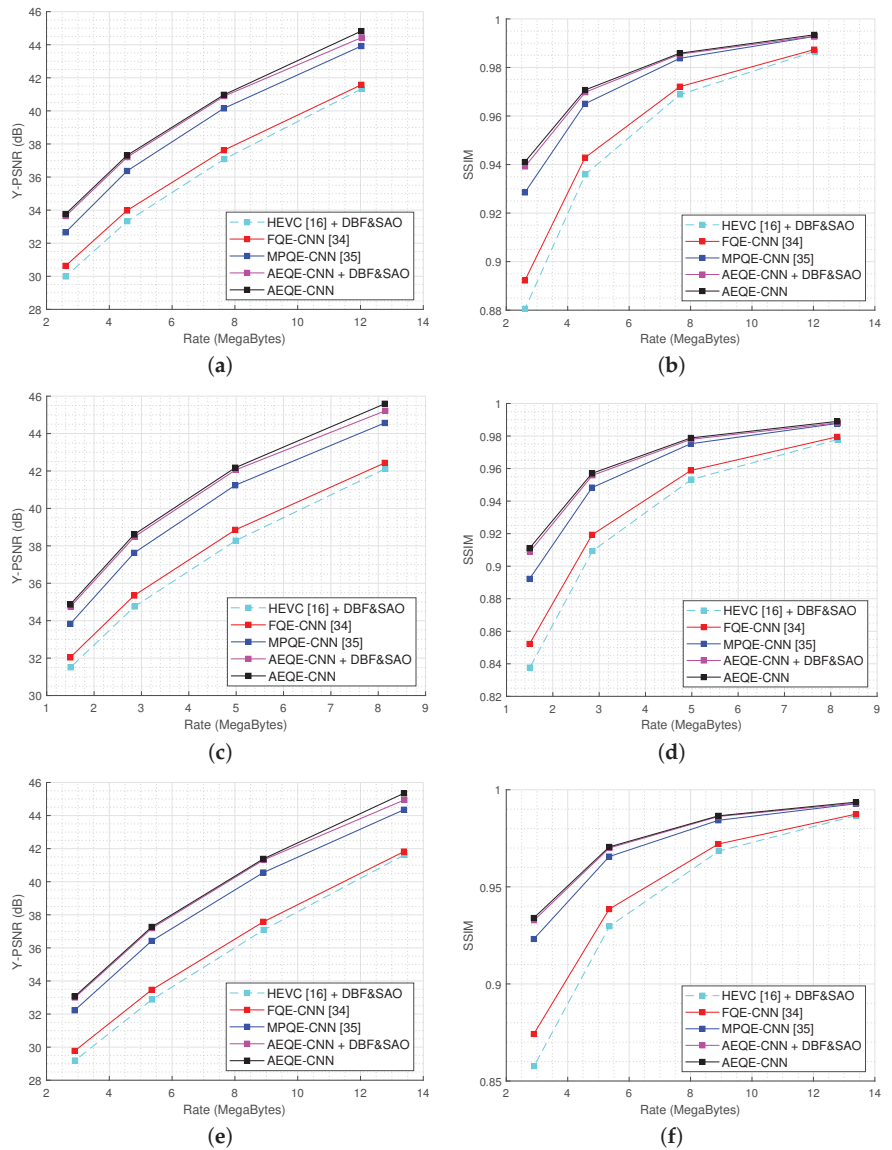 46
44
42
40
38
36
34
32
30
28
Y-PSNR (dB)
HEVC [16] + DBF&SAO
FQE-CNN [34]
MPQE-CNN [35]
AEQE-CNN + DBF&SAO
AEQE-CNN
2 4 6 8 10 12 14
Rate (MegaBytes)
(a)
1
0.98
0.96
0.94
0.92
0.9
0.88
SSIM
HEVC [16] + DBF&SAO
FQE-CNN [34]
MPQE-CNN [35]
AEQE-CNN + DBF&SAO
AEQE-CNN
2 4 6 8 10 12 14
Rate (MegaBytes)
(b)
46
44
42
40
38
36
34
32
30
Y-PSNR (dB)
HEVC [16] + DBF&SAO
FQE-CNN [34]
MPQE-CNN [35]
AEQE-CNN + DBF&SAO
AEQE-CNN
1 2 3 4 5 6 7 8 9
Rate (MegaBytes)
(c)
1
0.98
0.96
0.94
0.92
0.9
0.88
0.86
0.84
0.82
SSIM
HEVC [16] + DBF&SAO
FQE-CNN [34]
MPQE-CNN [35]
AEQE-CNN + DBF&SAO
AEQE-CNN
1 2 3 4 5 6 7 8 9
Rate (MegaBytes)
(d)
46
44
42
40
38
36
34
32
30
28
Y-PSNR (dB)
HEVC [16] + DBF&SAO
FQE-CNN [34]
MPQE-CNN [35]
AEQE-CNN + DBF&SAO
AEQE-CNN
2 4 6 8 10 12 14
Rate (MegaBytes)
(e)
1
0.95
0.9
0.85
SSIM
HEVC [16] + DBF&SAO
FQE-CNN [34]
MPQE-CNN [35]
AEQE-CNN + DBF&SAO
AEQE-CNN
2 4 6 8 10 12 14
Rate (MegaBytes)
(f)